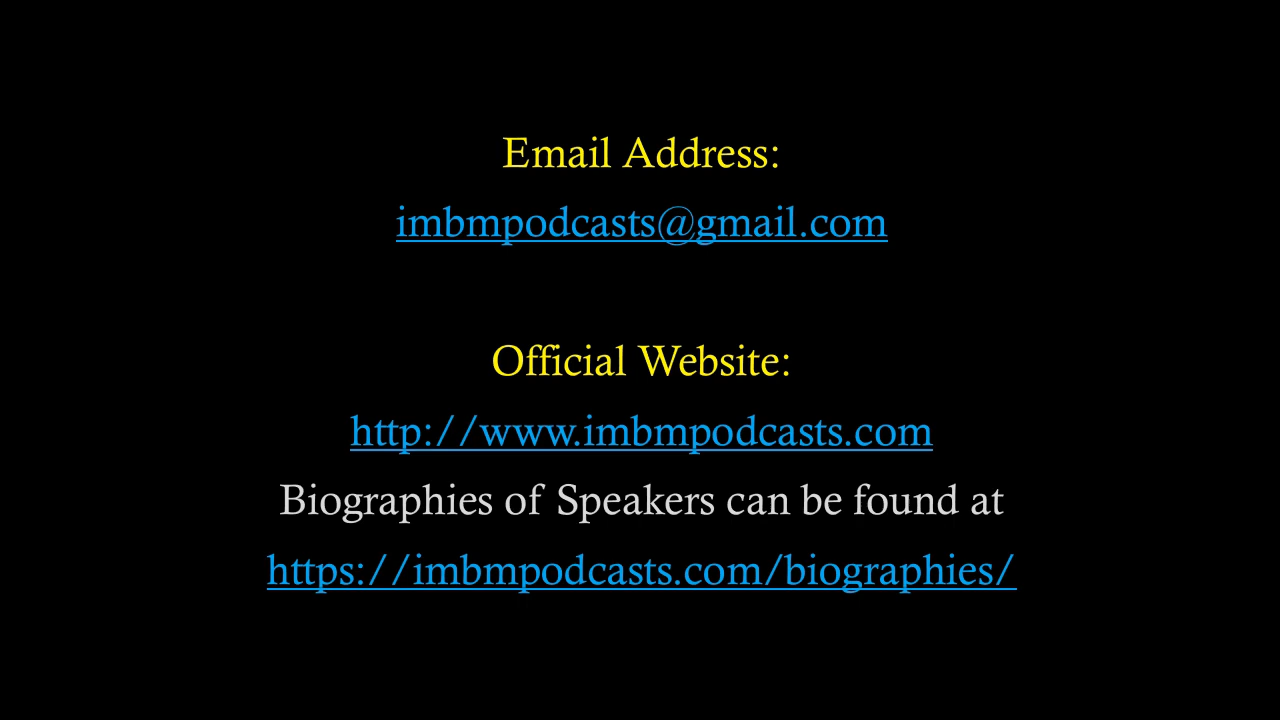 Email Address:
imbmpodcasts@gmail.com
Official Website:
http://www.imbmpodcasts.com
Biographies of Speakers can be found at
https://imbmpodcasts.com/biographies/